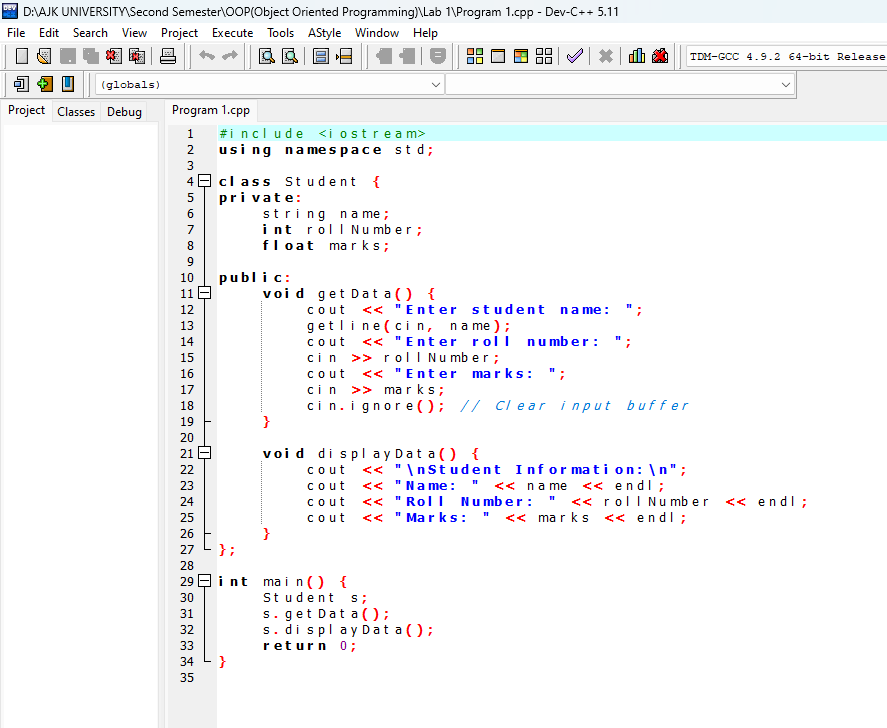 D:\AJK UNIVERSITY\Second Semester\OOP(Object Oriented Programming)\Lab 1\Program 1.cpp - Dev-C++ 5.11
File Edit Search View Project Execute Tools AStyle Window Help
TDM-GCC 4.9.2 64-bit Release
(globals)
Project Classes Debug Program 1.cpp
1 #include <iostream>
2 using namespace std;
3
4 class Student {
5 private:
6 string name;
7 int rollNumber;
8 float marks;
9
10 public:
11 void getData() {
12 cout << "Enter student name: ";
13 getline(cin, name);
14 cout << "Enter roll number: ";
15 cin >> rollNumber;
16 cout << "Enter marks: ";
17 cin >> marks;
18 cin.ignore(); // Clear input buffer
19 }
20
21 void displayData() {
22 cout << "\nStudent Information:\n";
23 cout << "Name: " << name << endl;
24 cout << "Roll Number: " << rollNumber << endl;
25 cout << "Marks: " << marks << endl;
26 }
27 };
28
29 int main() {
30 Student s;
31 s.getData();
32 s.displayData();
33 return 0;
34 }
35